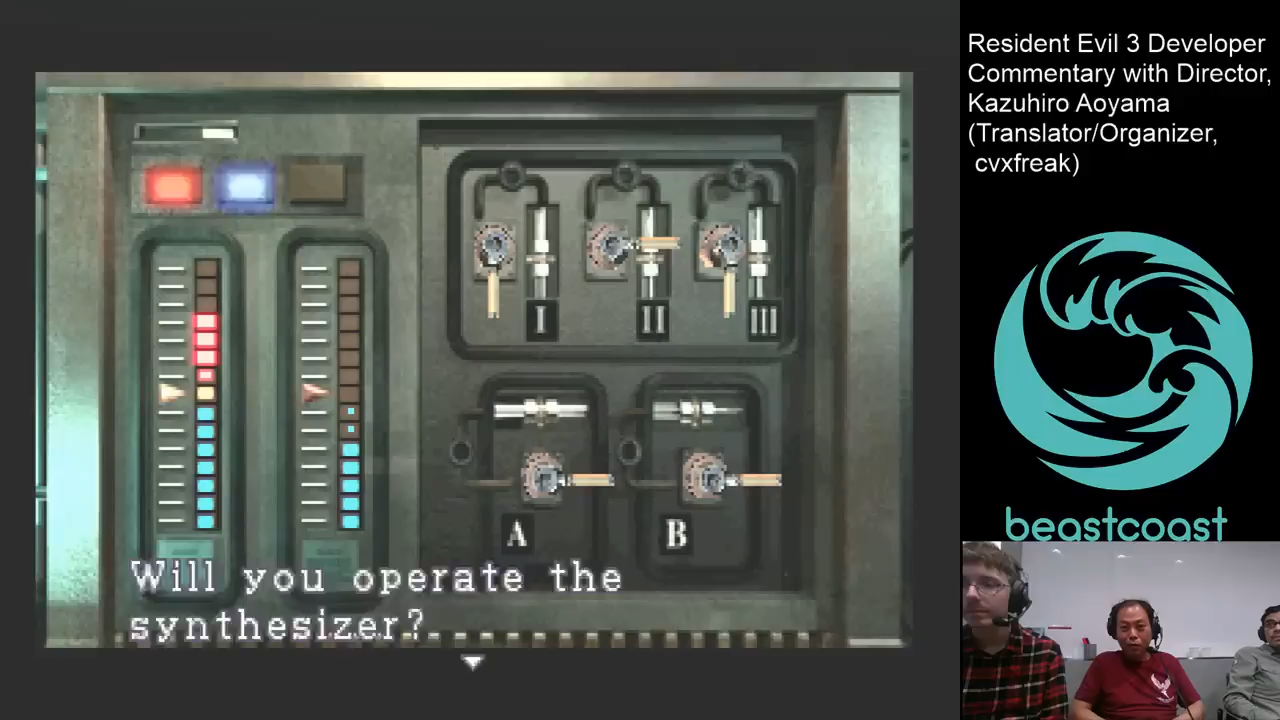 Resident Evil 3 Developer
Commentary with Director,
Kazuhiro Aoyama
(Translator/Organizer,
cvxfreak)
I
II
III
A
B
Will you operate the
synthesizer?
beastcoast